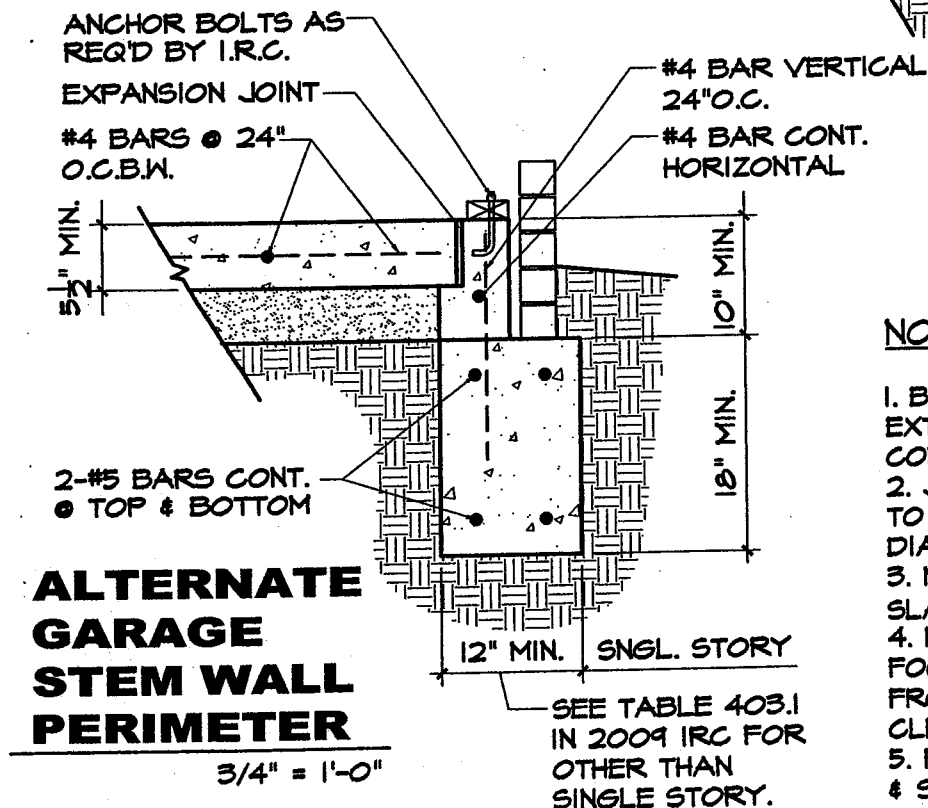 ANCHOR BOLTS AS
REQ'D BY I.R.C.
EXPANSION JOINT
#4 BARS @ 24"
O.C.B.W.
#4 BAR VERTICAL
24"O.C.
#4 BAR CONT.
HORIZONTAL
5½" MIN.
10" MIN.
18" MIN.
2-#5 BARS CONT.
@ TOP & BOTTOM
ALTERNATE
GARAGE
STEM WALL
PERIMETER
3/4" = 1'-0"
12" MIN.
SNGL. STORY
SEE TABLE 403.1
IN 2009 IRC FOR
OTHER THAN
SINGLE STORY.
NO
1. B
EXT
CO
2. J
TO
DIA
3.
SLA
4.
FOO
FRO
CLE
5.
& S